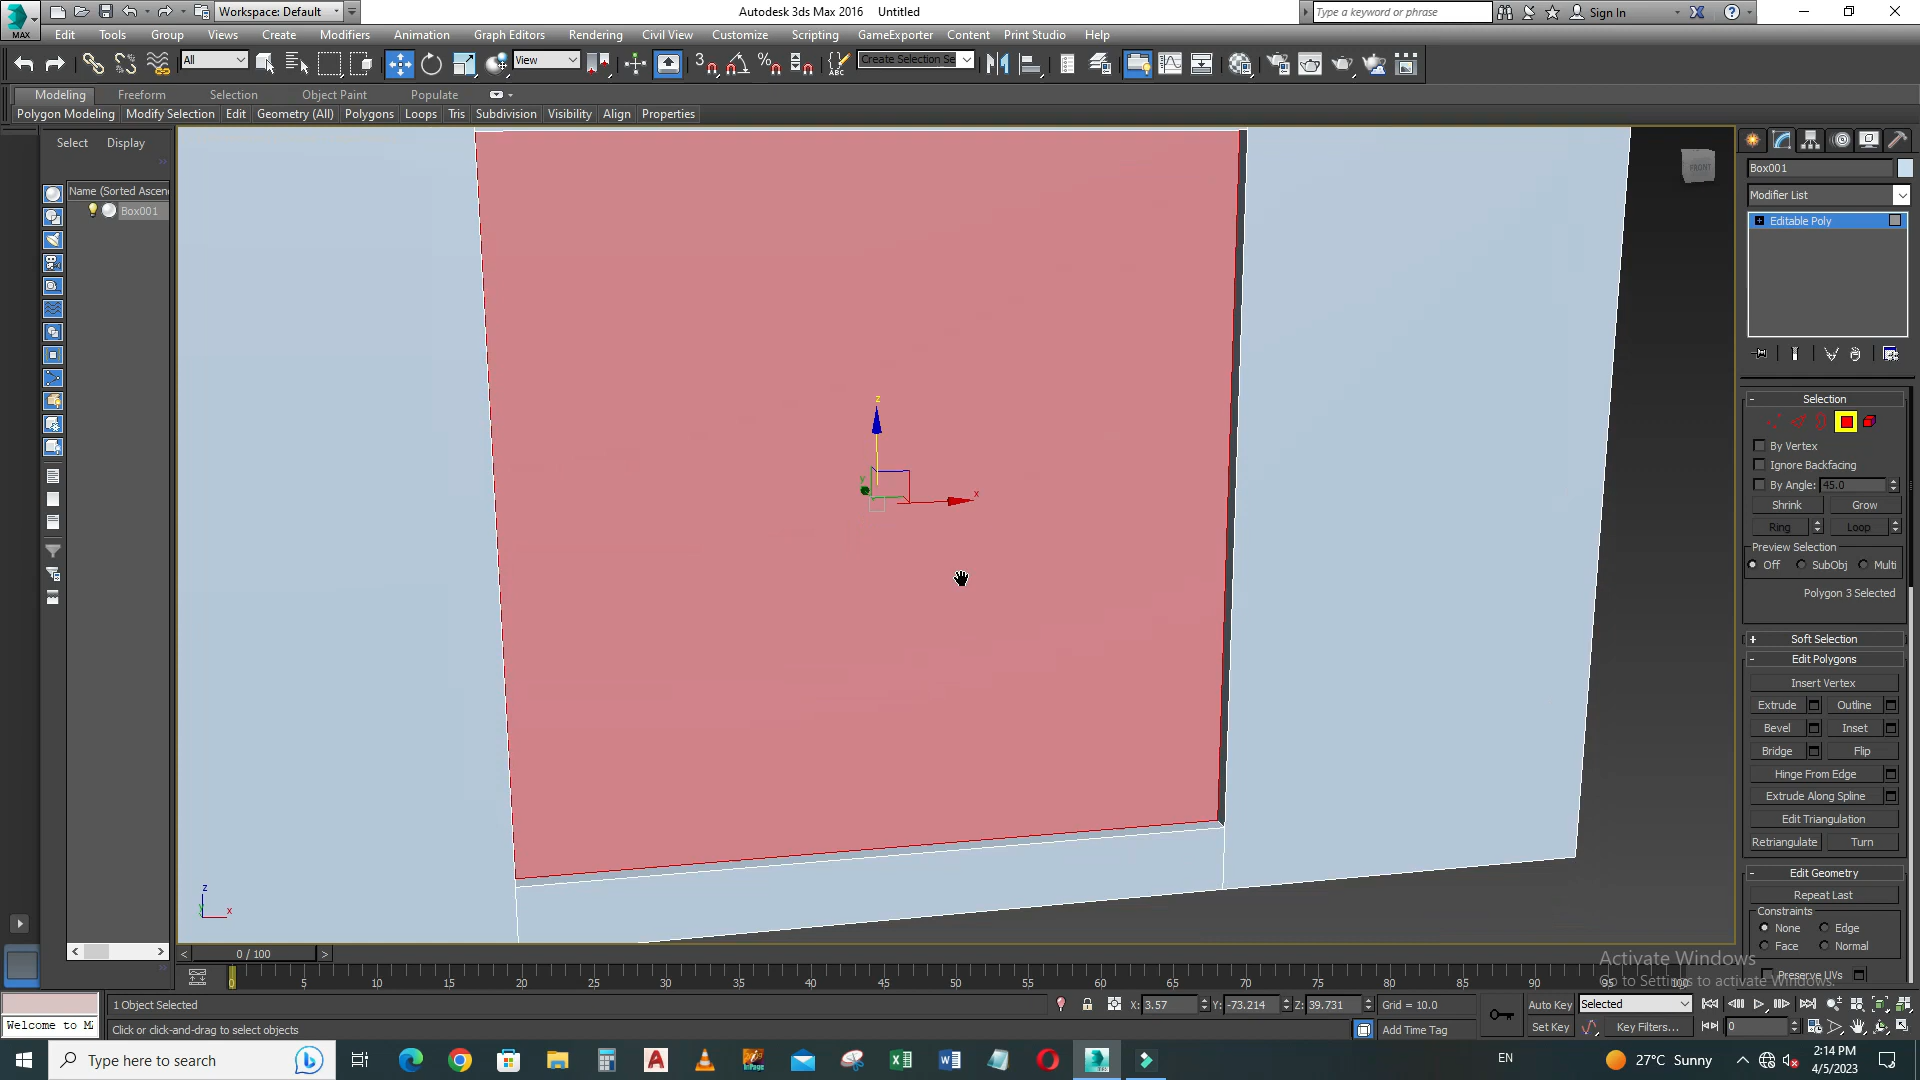 MAX
Workspace: Default
Autodesk 3ds Max 2016 Untitled
Type a keyword or phrase
Sign In
Edit Tools Group Views Create Modifiers Animation Graph Editors Rendering Civil View Customize Scripting GameExporter Content Print Studio Help
All
View
3
ABC
Create Selection Se
Modeling Freeform Selection Object Paint Populate
Polygon Modeling Modify Selection Edit Geometry (All) Polygons Loops Tris Subdivision Visibility Align Properties
Select Display
Name (Sorted Ascen
Box001
FRONT
z
y
x
z
y
x
Box001
Modifier List
Editable Poly
Selection
By Vertex
Ignore Backfacing
By Angle: 45.0
Shrink Grow
Ring Loop
Preview Selection
Off SubObj Multi
Polygon 3 Selected
Soft Selection
Edit Polygons
Insert Vertex
Extrude Outline
Bevel Inset
Bridge Flip
Hinge From Edge
Extrude Along Spline
Edit Triangulation
Retriangulate Turn
Edit Geometry
Repeat Last
Constraints
None Edge
Face Normal
Preserve UVs
Activate Windows
Go to Settings to activate Windows.
0 / 100
0 5 10 15 20 25 30 35 40 45 50 55 60 65 70 75 80 85 90 95 100
1 Object Selected
X: 3.57 Y: -73.214 Z: 39.731 Grid = 10.0
Auto Key Selected
Welcome to M
Click or click-and-drag to select objects
Add Time Tag
Set Key Key Filters... 0
Type here to search
EN
27°C Sunny
2:14 PM
4/5/2023